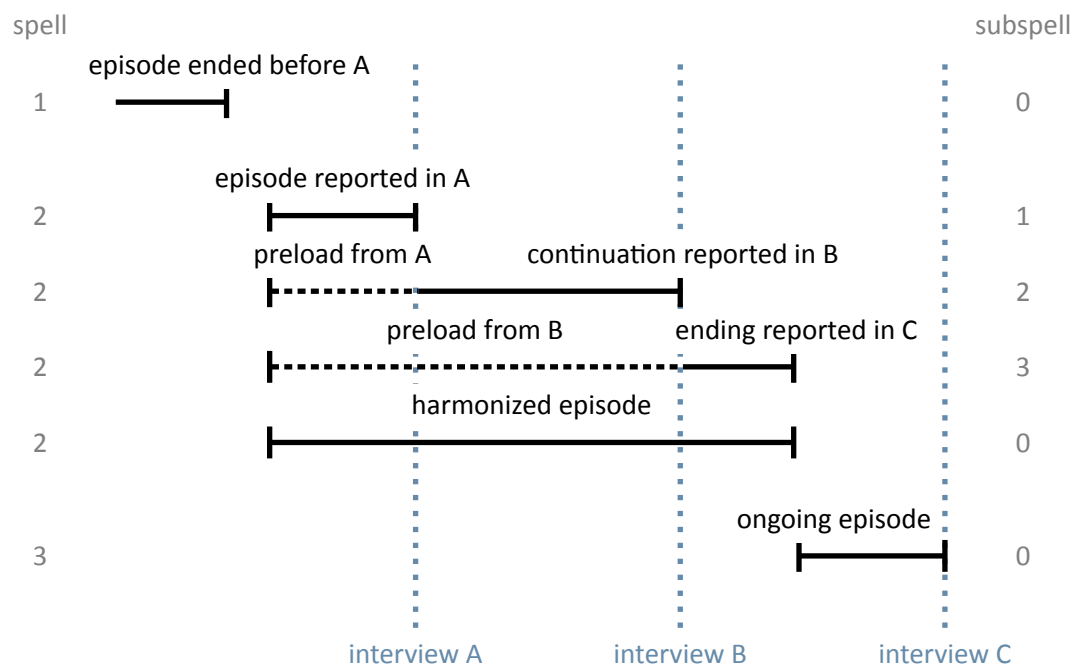 spell subspell
episode ended before A
1 0
episode reported in A
2 1
preload from A continuation reported in B
2 2
preload from B ending reported in C
2 3
harmonized episode
2 0
ongoing episode
3 0
interview A interview B interview C